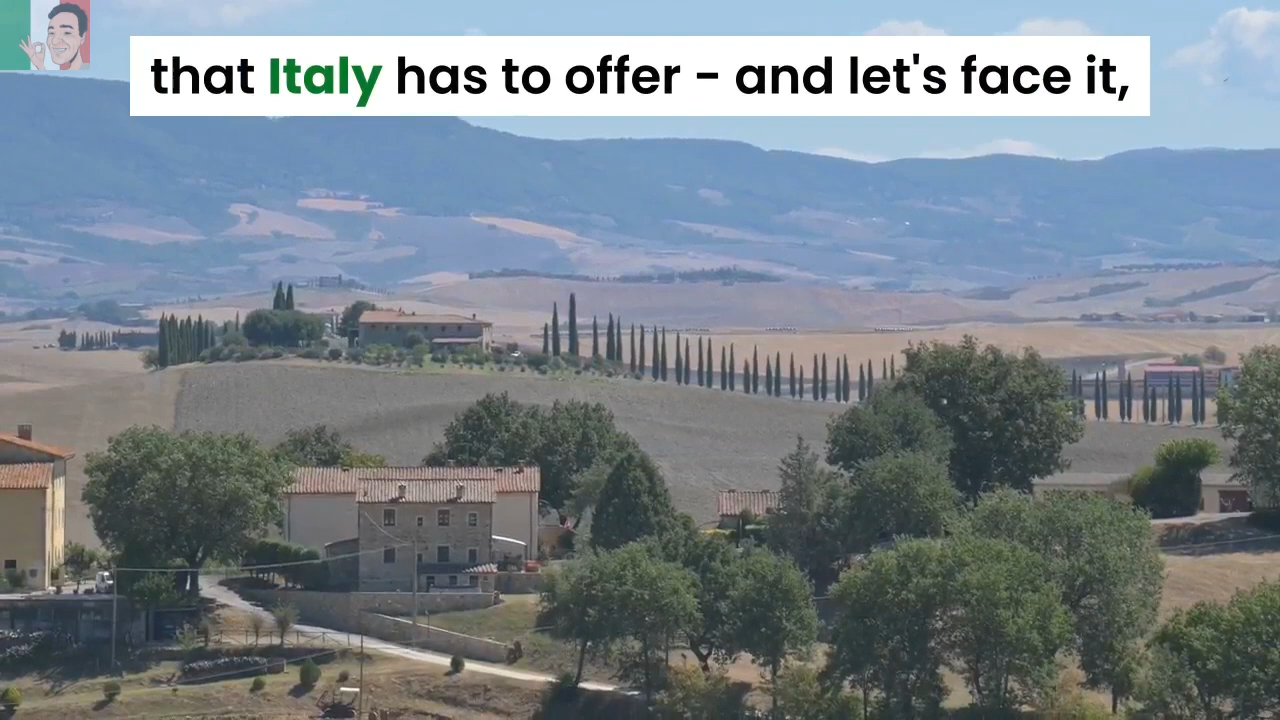 that Italy has to offer - and let's face it,